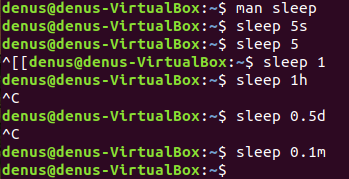 denus@denus-VirtualBox:~$ man sleep
denus@denus-VirtualBox:~$ sleep 5s
denus@denus-VirtualBox:~$ sleep 5
^[[denus@denus-VirtualBox:~$ sleep 1
denus@denus-VirtualBox:~$ sleep 1h
^C
denus@denus-VirtualBox:~$ sleep 0.5d
^C
denus@denus-VirtualBox:~$ sleep 0.1m
denus@denus-VirtualBox:~$